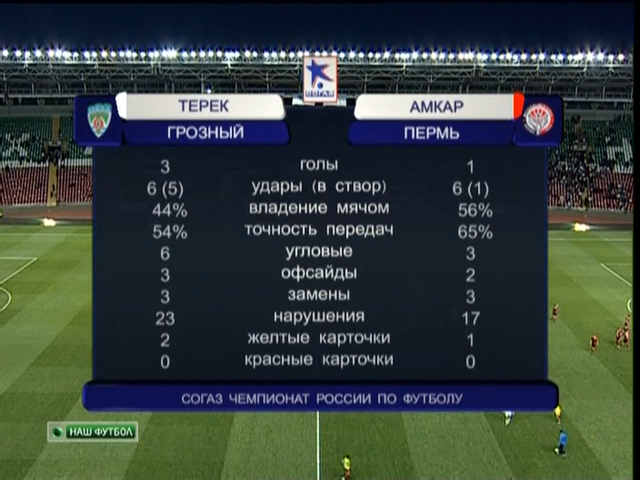 СОГАЗ
ТЕРЕК АМКАР
ГРОЗНЫЙ ПЕРМЬ
3 голы 1
6 (5) удары (в створ) 6 (1)
44% владение мячом 56%
54% точность передач 65%
6 угловые 3
3 офсайды 2
3 замены 3
23 нарушения 17
2 желтые карточки 1
0 красные карточки 0
СОГАЗ ЧЕМПИОНАТ РОССИИ ПО ФУТБОЛУ
НАШ ФУТБОЛ